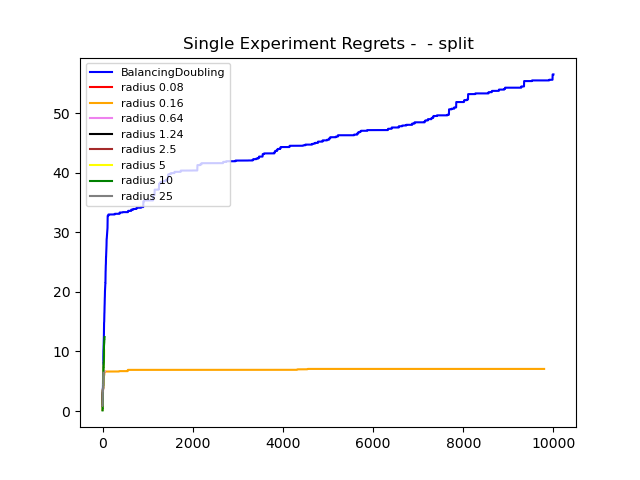 Single Experiment Regrets -  - split
BalancingDoubling
radius 0.08
radius 0.16
radius 0.64
radius 1.24
radius 2.5
radius 5
radius 10
radius 25
50
40
30
20
10
0
0 2000 4000 6000 8000 10000